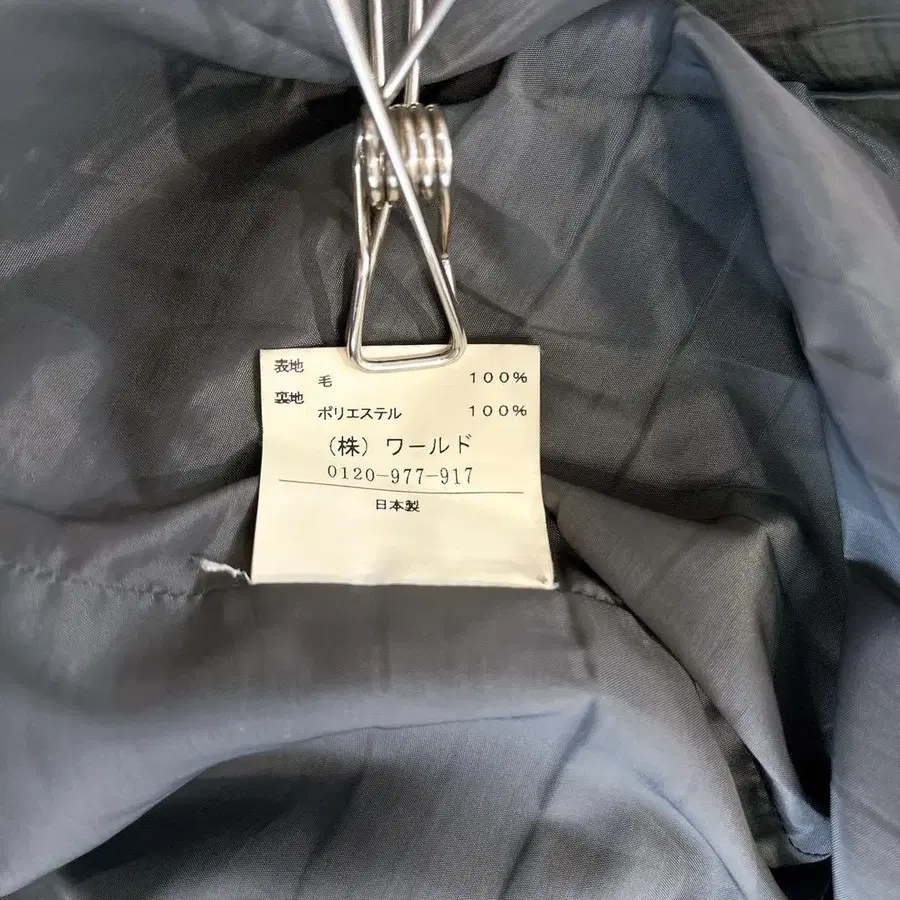 表地
毛 100%
裏地
ポリエステル 100%
(株) ワールド
0120-977-917
日本製